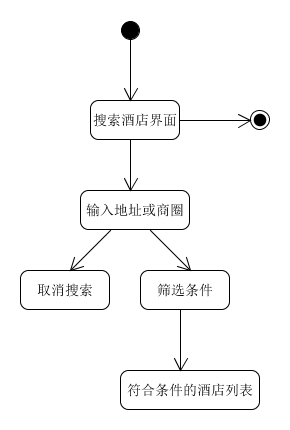 搜索酒店界面
输入地址或商圈
取消搜索
筛选条件
符合条件的酒店列表